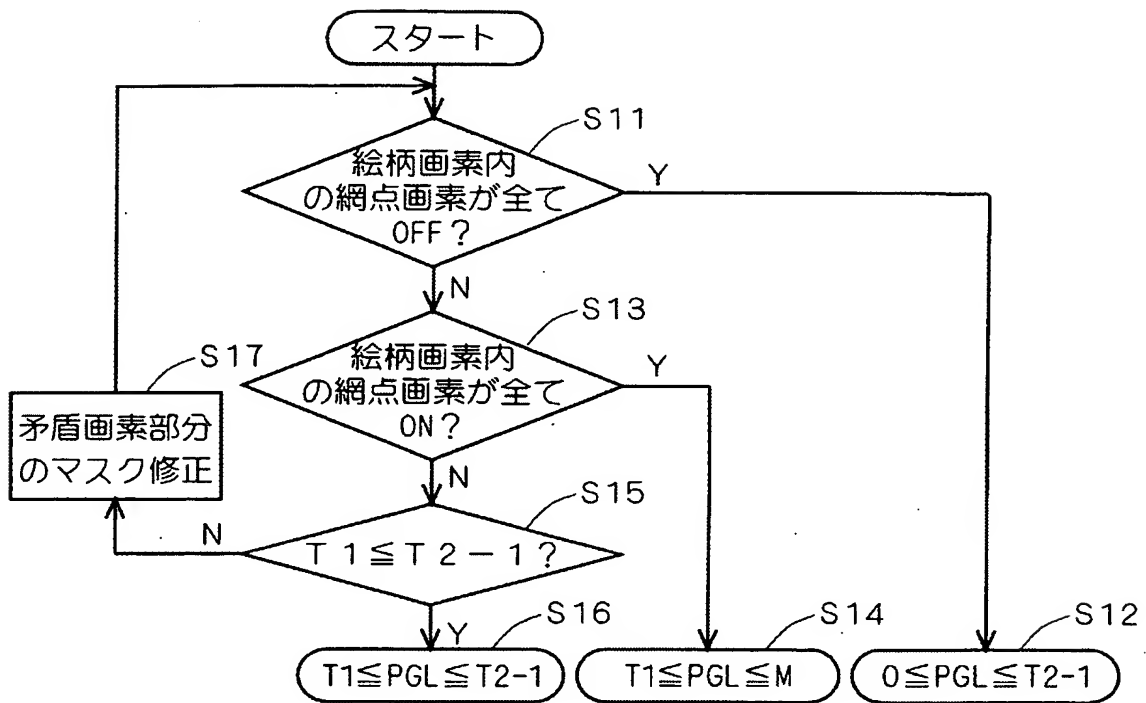 スタート
S11
絵柄画素内
の網点画素が全て
OFF?
Y
N
S13
絵柄画素内
の網点画素が全て
ON?
Y
N
S17
矛盾画素部分
のマスク修正
S15
T1≦T2-1?
N
Y
S16
T1≦PGL≦T2-1
S14
T1≦PGL≦M
S12
0≦PGL≦T2-1